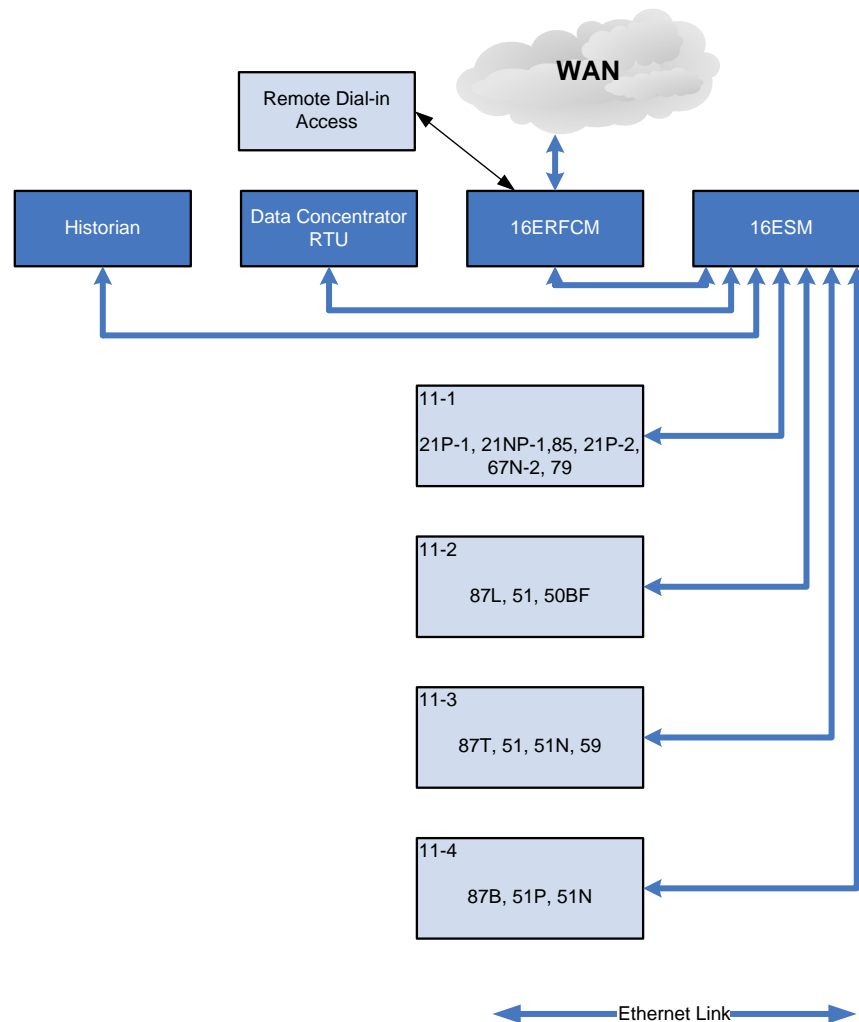 WAN
Remote Dial-in
Access
Historian
Data Concentrator
RTU
16ERFCM
16ESM
11-1
21P-1, 21NP-1,85, 21P-2,
67N-2, 79
11-2
87L, 51, 50BF
11-3
87T, 51, 51N, 59
11-4
87B, 51P, 51N
Ethernet Link